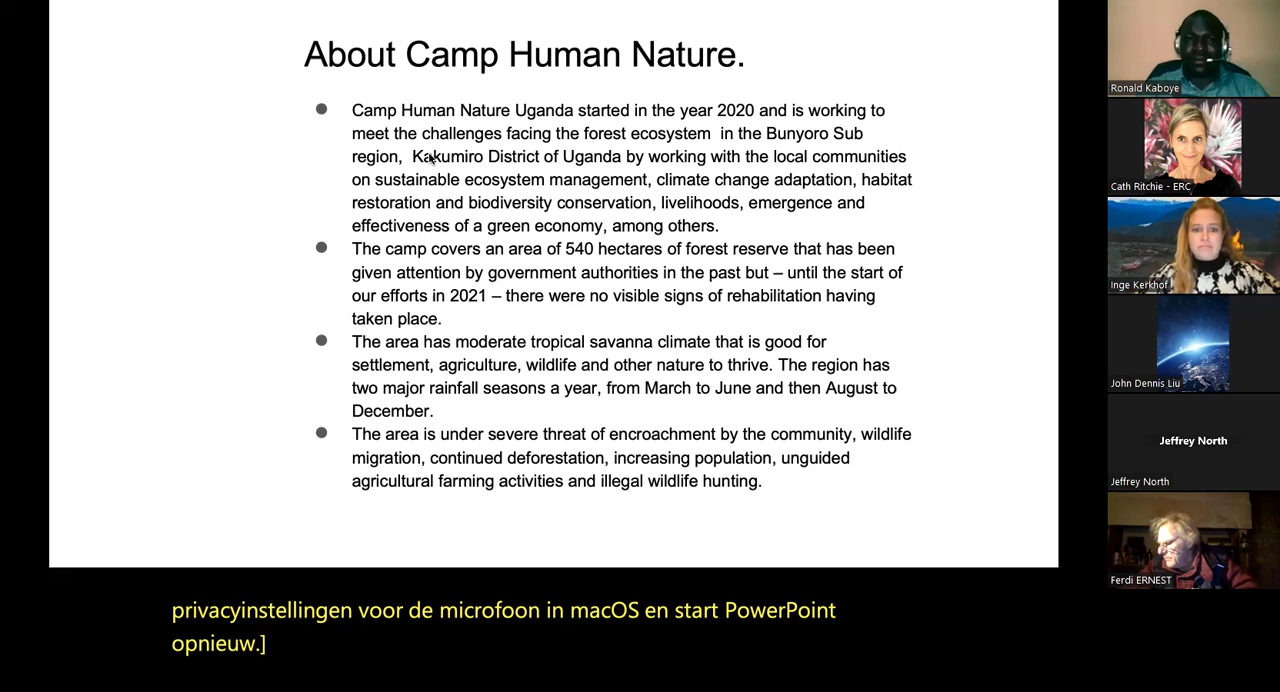 About Camp Human Nature.
● Camp Human Nature Uganda started in the year 2020 and is working to
meet the challenges facing the forest ecosystem in the Bunyoro Sub
region, Kakumiro District of Uganda by working with the local communities
on sustainable ecosystem management, climate change adaptation, habitat
restoration and biodiversity conservation, livelihoods, emergence and
effectiveness of a green economy, among others.
● The camp covers an area of 540 hectares of forest reserve that has been
given attention by government authorities in the past but – until the start of
our efforts in 2021 – there were no visible signs of rehabilitation having
taken place.
● The area has moderate tropical savanna climate that is good for
settlement, agriculture, wildlife and other nature to thrive. The region has
two major rainfall seasons a year, from March to June and then August to
December.
● The area is under severe threat of encroachment by the community, wildlife
migration, continued deforestation, increasing population, unguided
agricultural farming activities and illegal wildlife hunting.
privacyinstellingen voor de microfoon in macOS en start PowerPoint
opnieuw.]
Ronald Kaboye
Cath Ritchie - ERC
Inge Kerkhof
John Dennis Liu
Jeffrey North
Jeffrey North
Ferdi ERNEST